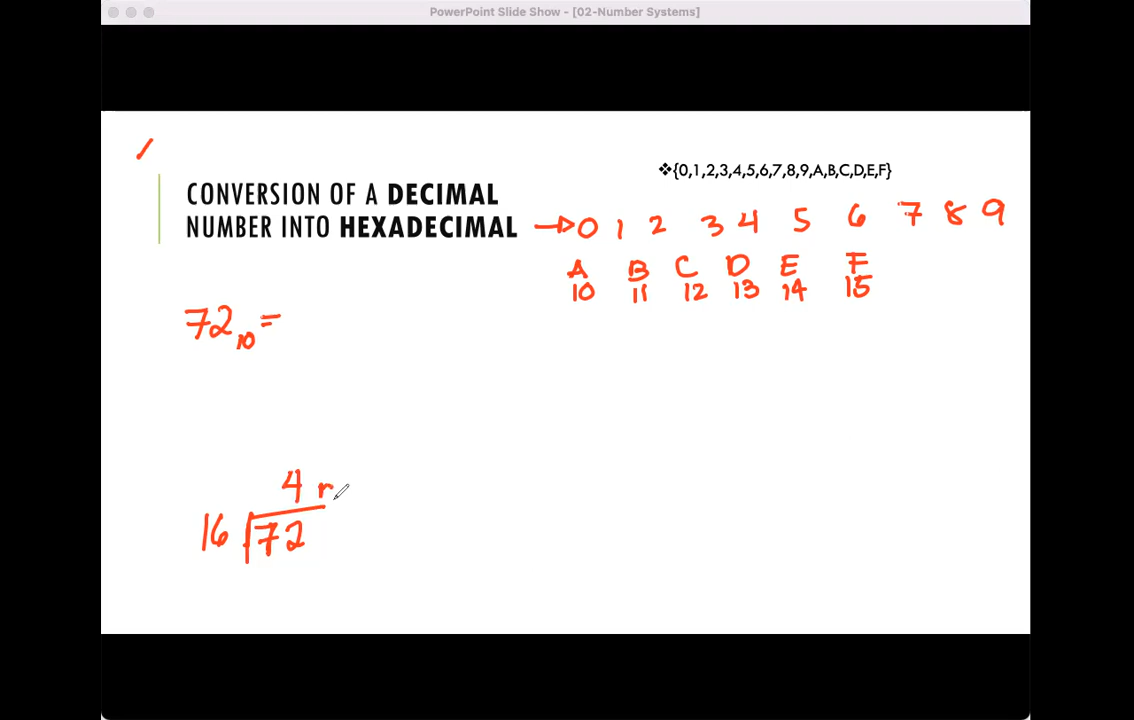 PowerPoint Slide Show - [02-Number Systems]
❖{0,1,2,3,4,5,6,7,8,9,A,B,C,D,E,F}
CONVERSION OF A DECIMAL
NUMBER INTO HEXADECIMAL
→ 0 1 2 3 4 5 6 7 8 9
A B C D E F
10 11 12 13 14 15
72₁₀ =
4 r
16 72